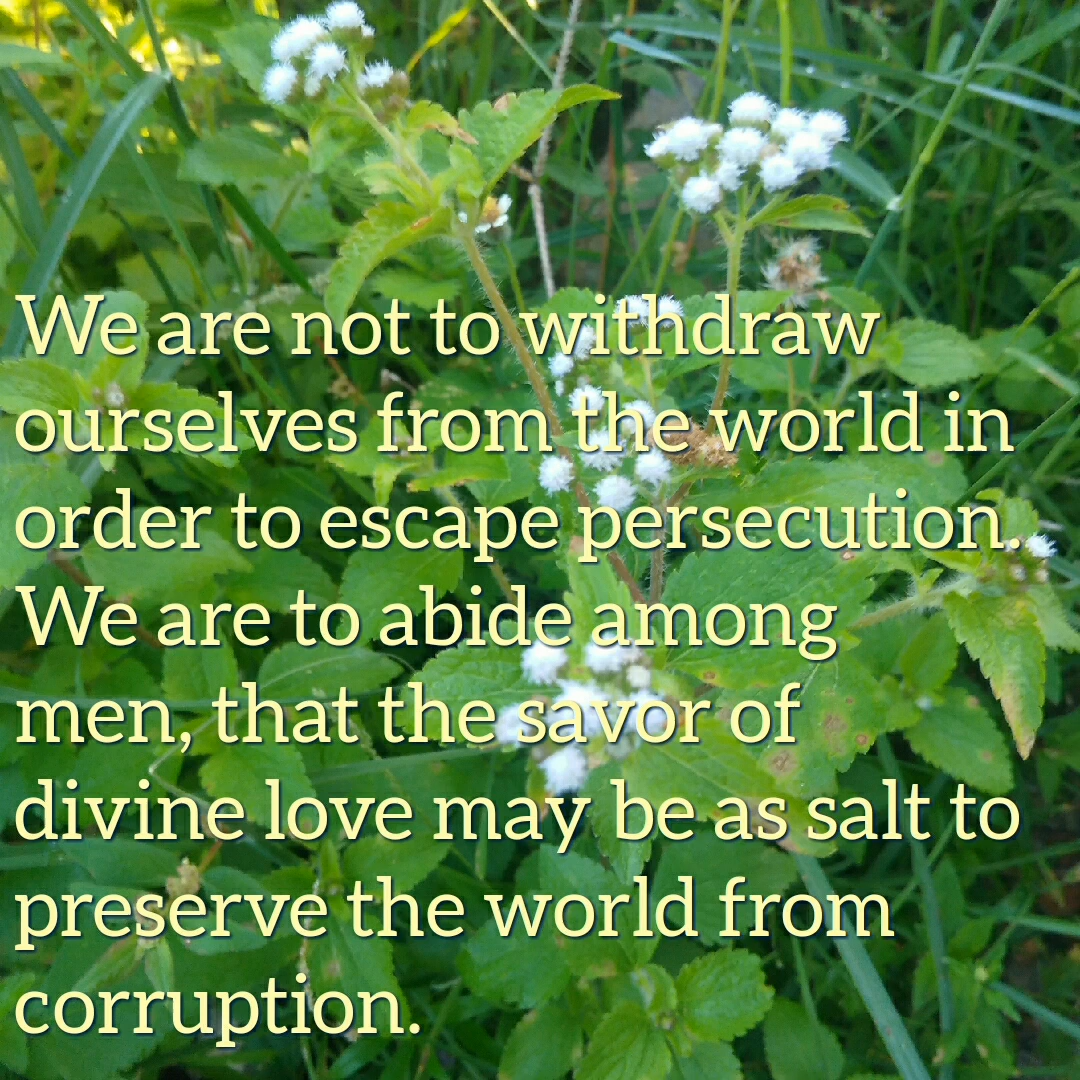 We are not to withdraw
ourselves from the world in
order to escape persecution.
We are to abide among
men, that the savor of
divine love may be as salt to
preserve the world from
corruption.